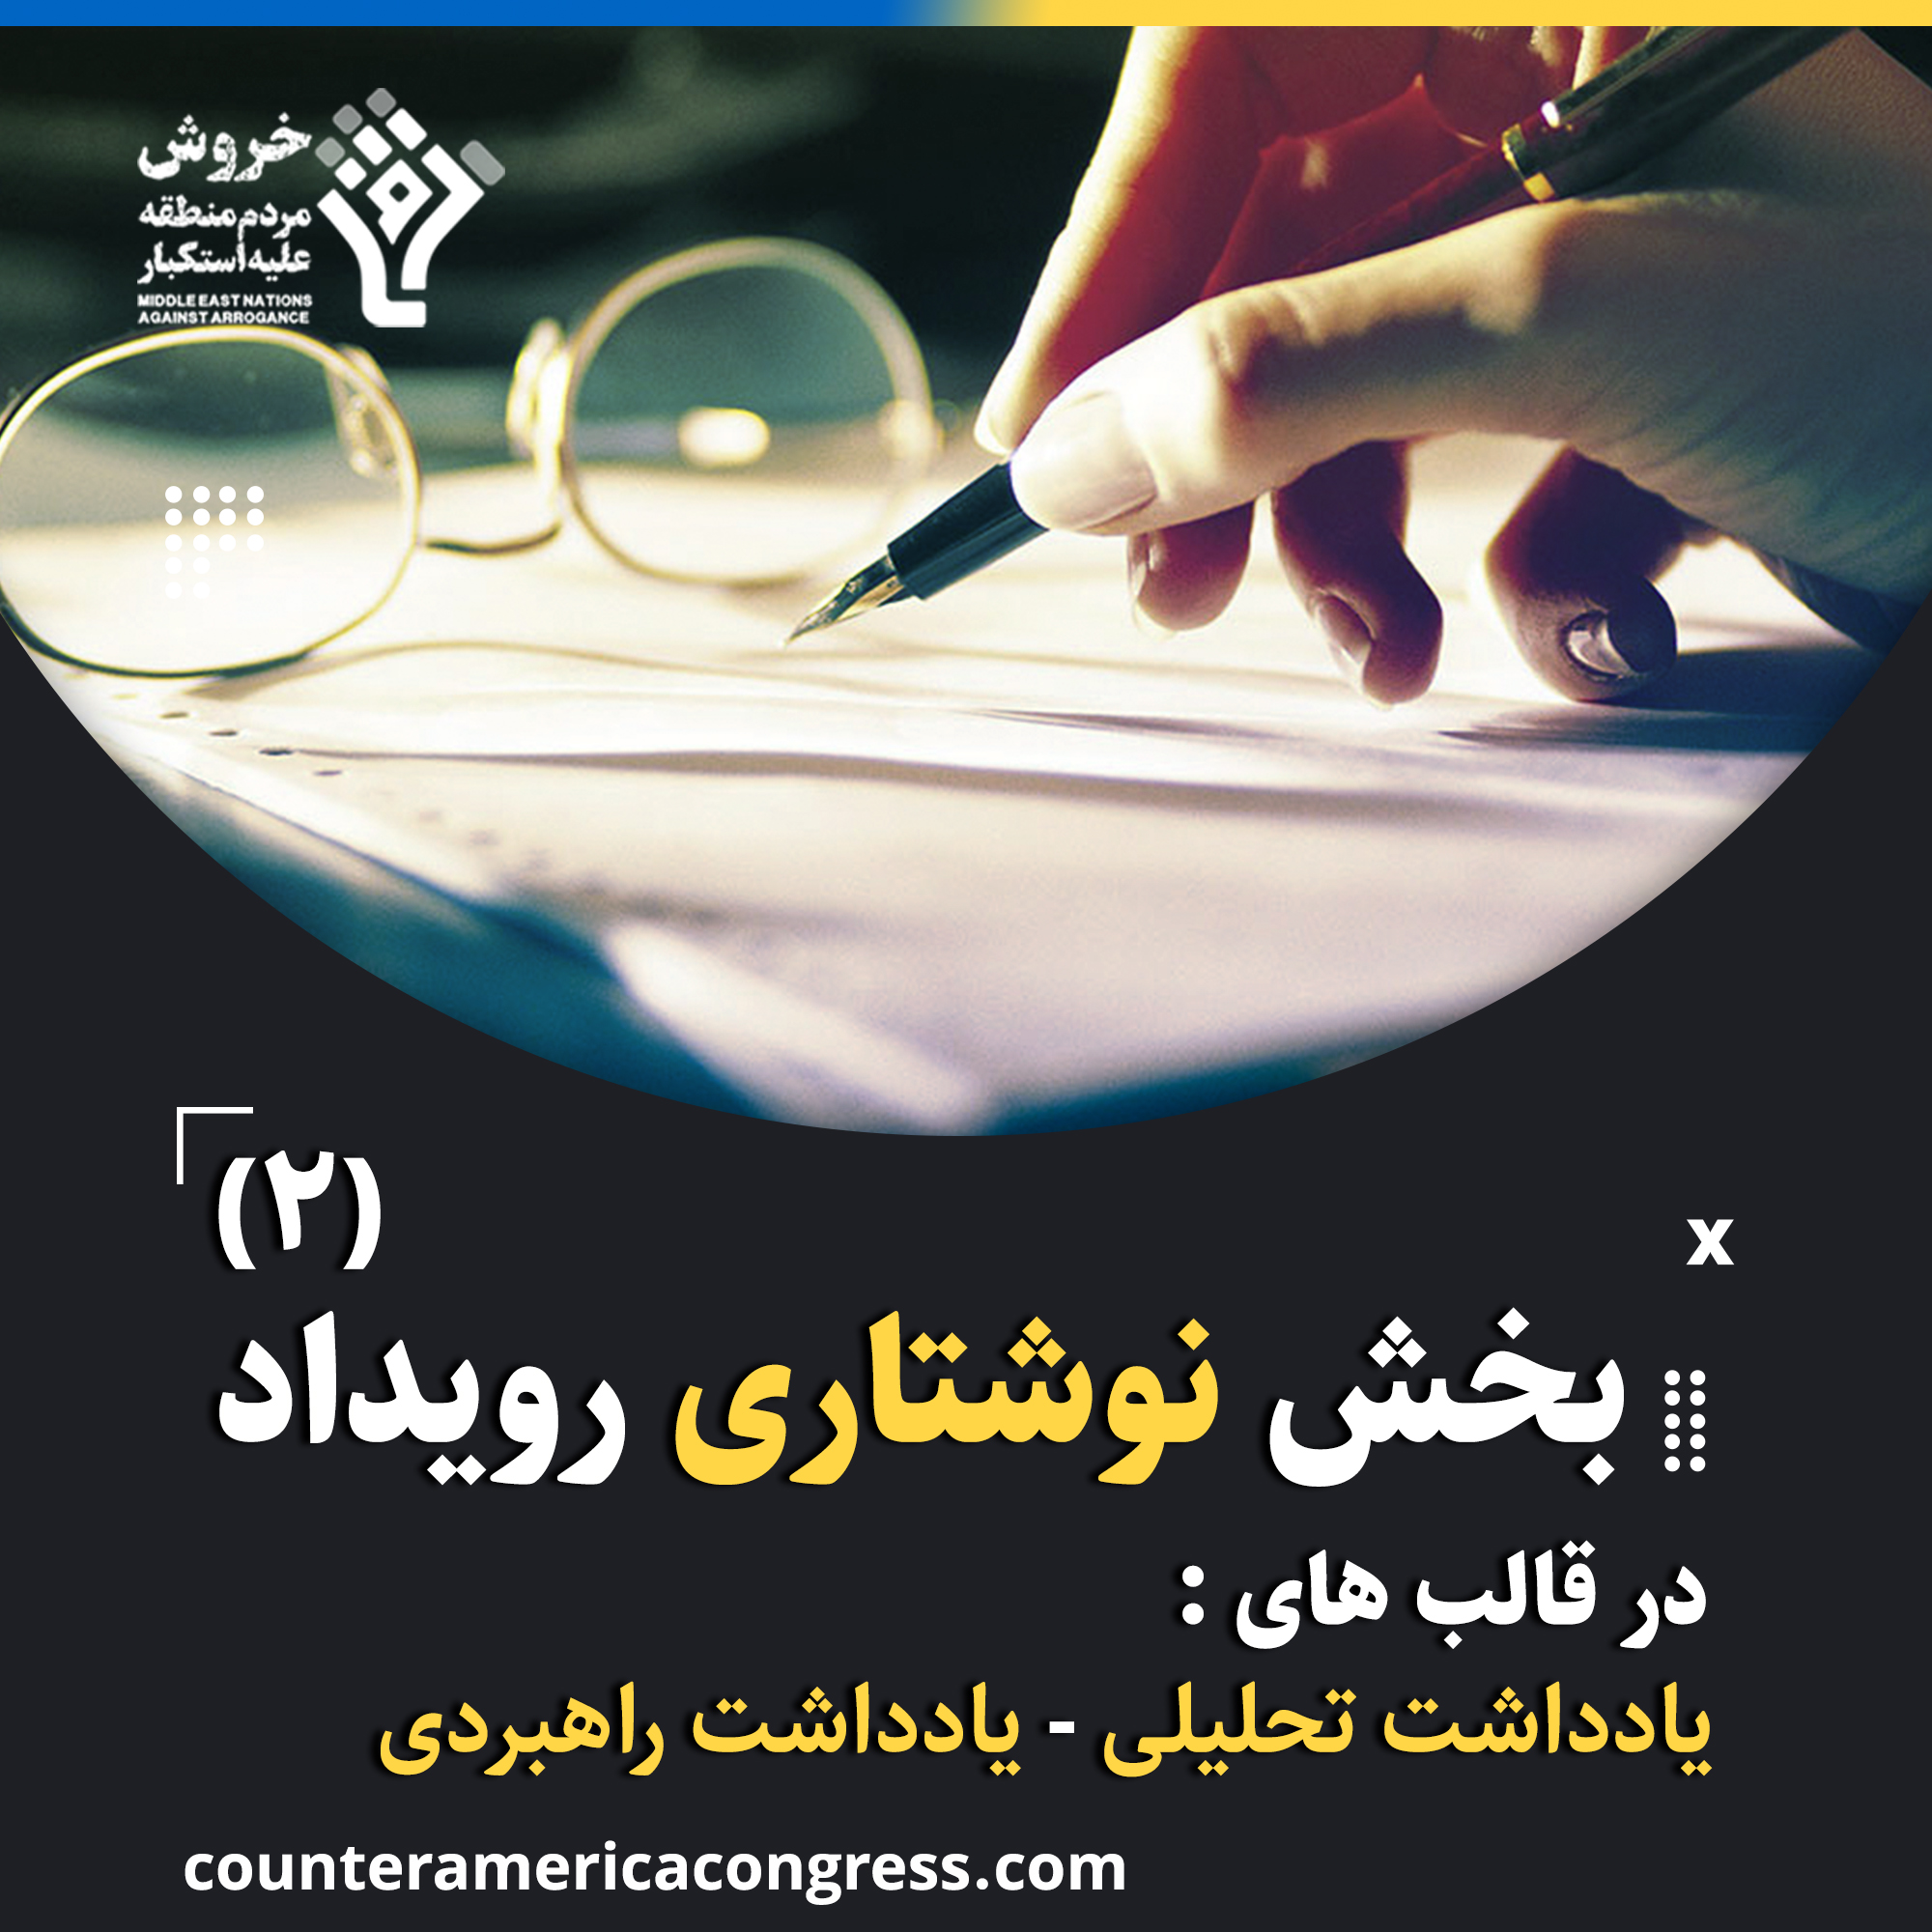 خروش
مردم منطقه
علیه استکبار
MIDDLE EAST NATIONS
AGAINST ARROGANCE
(۲)
x
بخش نوشتاری رویداد
در قالب های :
یادداشت تحلیلی - یادداشت راهبردی
counteramericacongress.com